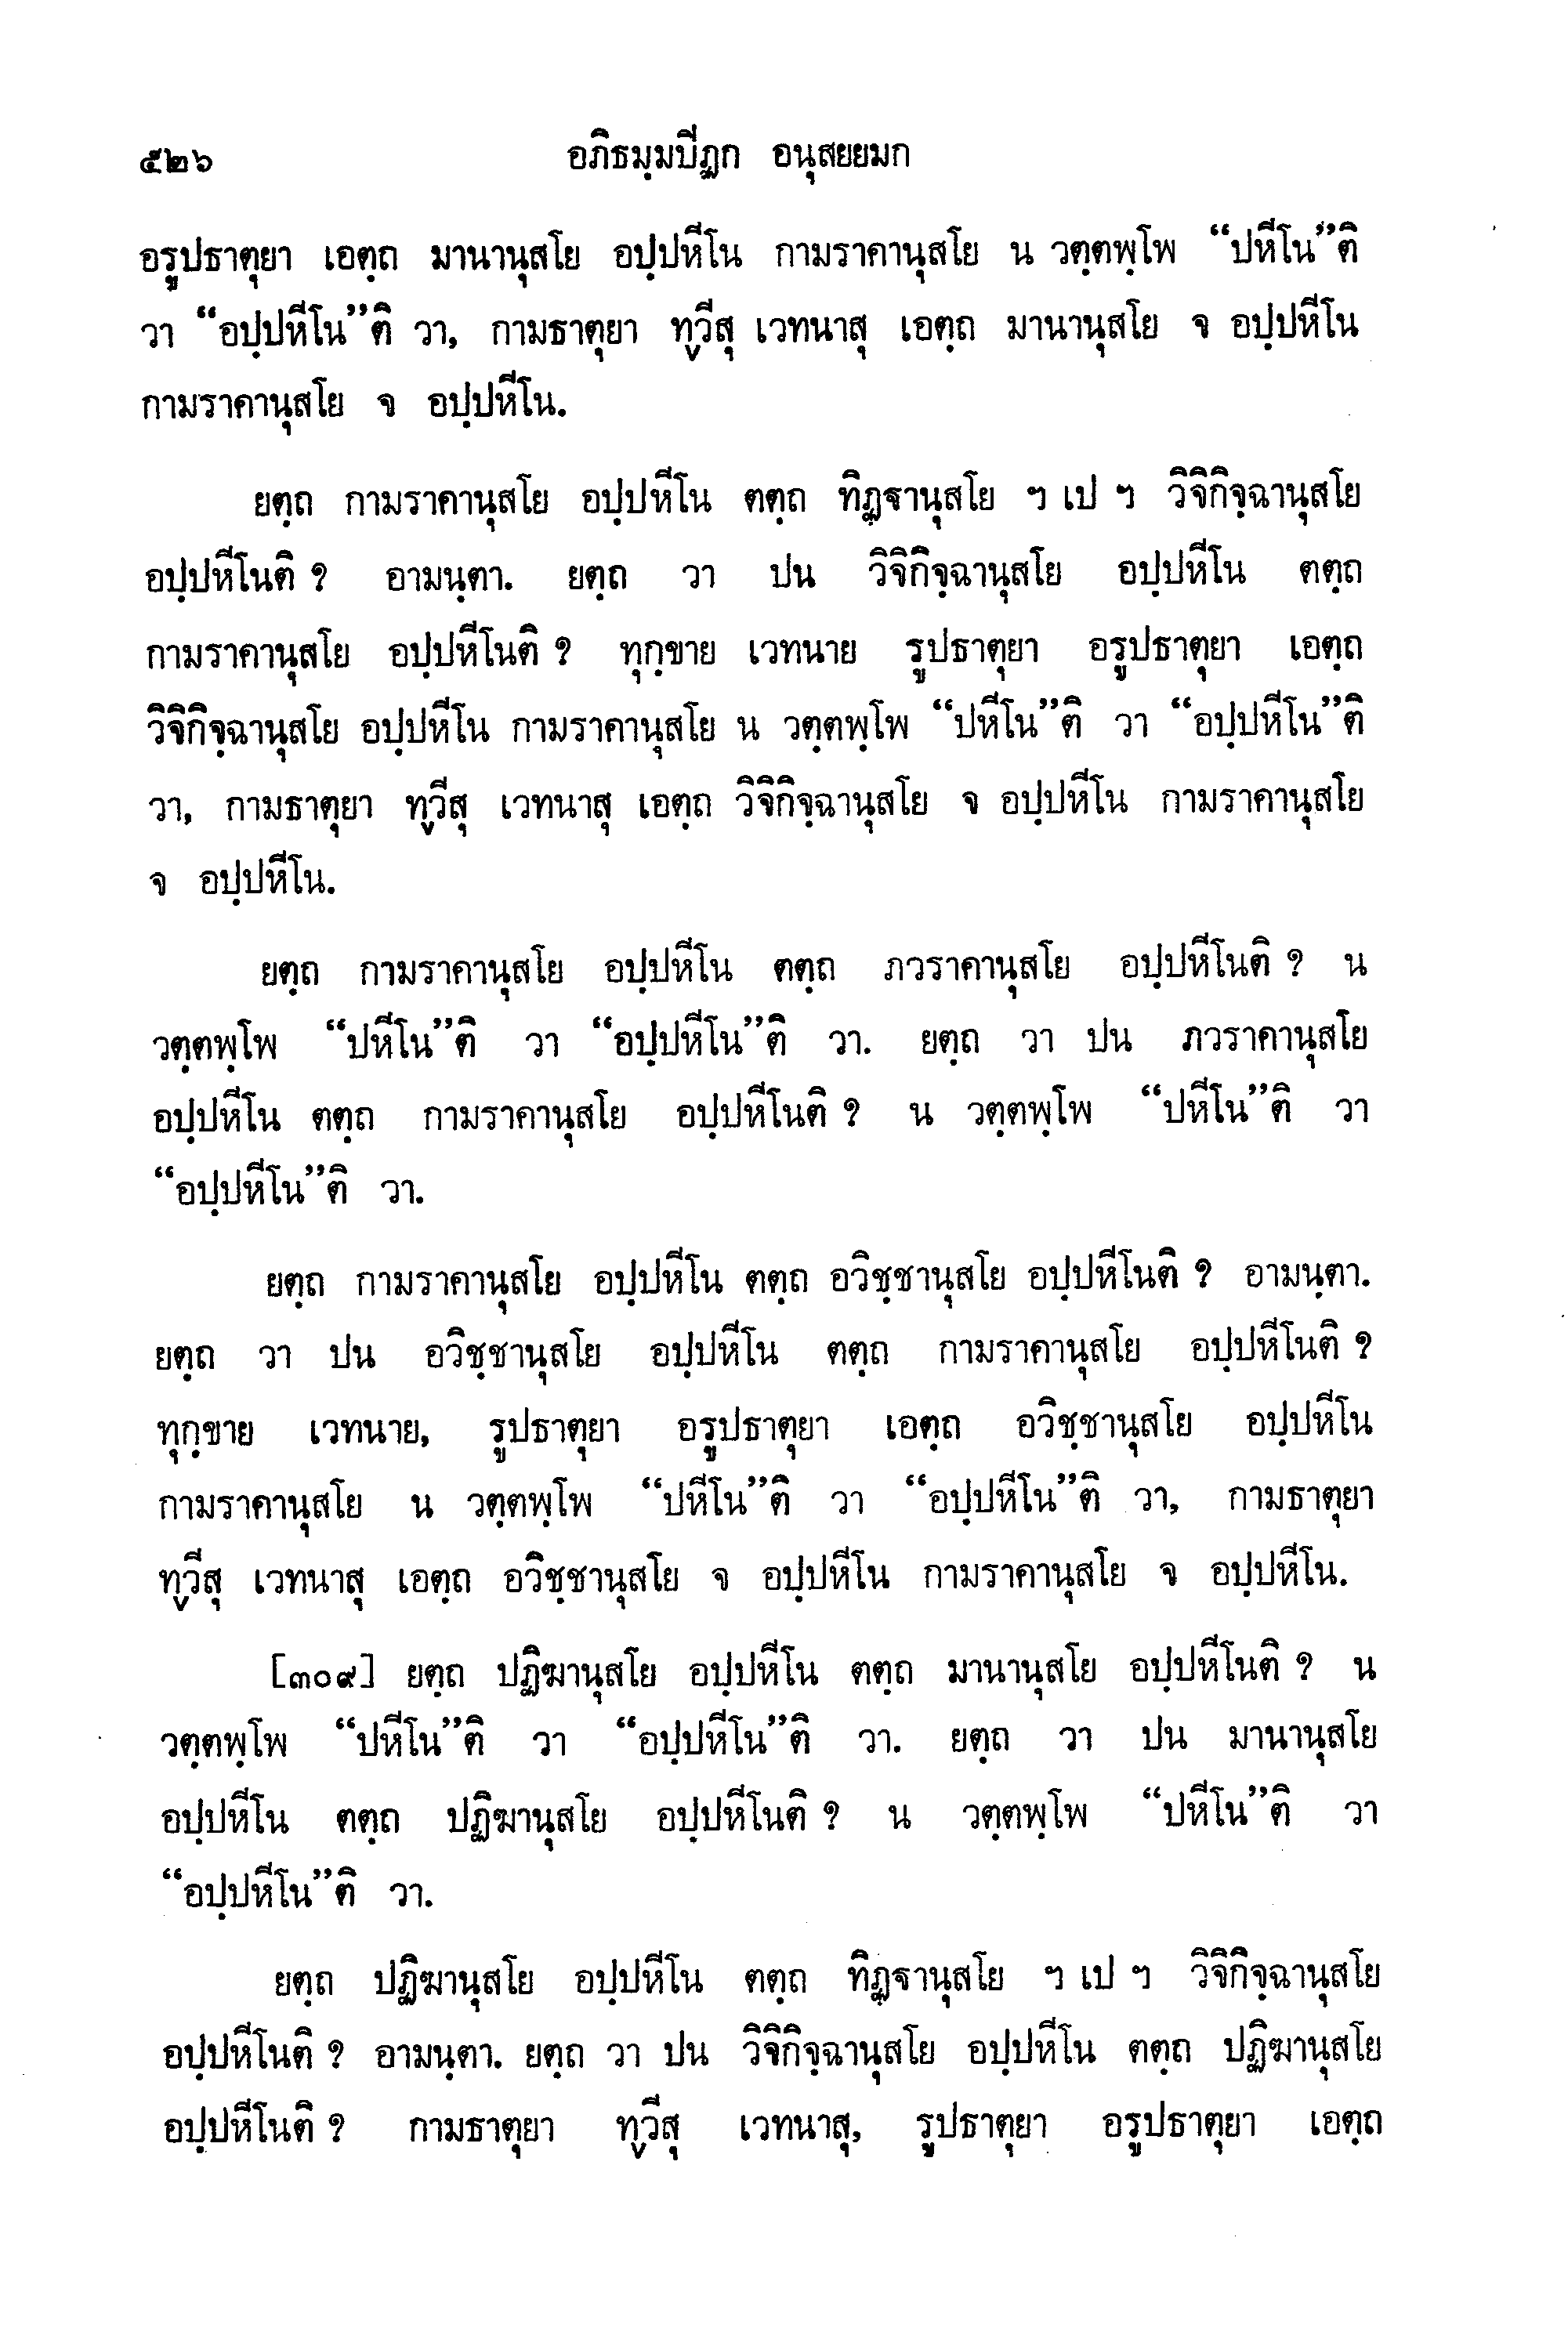 ๕๒๖ อภิธมฺมปีฏก อนุสยยมก
อรูปธาตุยา เอตฺถ มานานุสโย อปฺปหีโน กามราคานุสโย น วตฺตพฺโพ “ปหีโน”ติ
วา “อปฺปหีโน”ติ วา, กามธาตุยา ทฺวีสุ เวทนาสุ เอตฺถ มานานุสโย จ อปฺปหีโน
กามราคานุสโย จ อปฺปหีโน.
ยตฺถ กามราคานุสโย อปฺปหีโน ตตฺถ ทิฏฺฐานุสโย ฯ เป ฯ วิจิกิจฺฉานุสโย
อปฺปหีโนติ ? อามนฺตา. ยตฺถ วา ปน วิจิกิจฺฉานุสโย อปฺปหีโน ตตฺถ
กามราคานุสโย อปฺปหีโนติ ? ทุกฺขาย เวทนาย รูปธาตุยา อรูปธาตุยา เอตฺถ
วิจิกิจฺฉานุสโย อปฺปหีโน กามราคานุสโย น วตฺตพฺโพ “ปหีโน”ติ วา “อปฺปหีโน”ติ
วา, กามธาตุยา ทฺวีสุ เวทนาสุ เอตฺถ วิจิกิจฺฉานุสโย จ อปฺปหีโน กามราคานุสโย
จ อปฺปหีโน.
ยตฺถ กามราคานุสโย อปฺปหีโน ตตฺถ ภวราคานุสโย อปฺปหีโนติ ? น
วตฺตพฺโพ “ปหีโน”ติ วา “อปฺปหีโน”ติ วา. ยตฺถ วา ปน ภวราคานุสโย
อปฺปหีโน ตตฺถ กามราคานุสโย อปฺปหีโนติ ? น วตฺตพฺโพ “ปหีโน”ติ วา
“อปฺปหีโน”ติ วา.
ยตฺถ กามราคานุสโย อปฺปหีโน ตตฺถ อวิชฺชานุสโย อปฺปหีโนติ ? อามนฺตา.
ยตฺถ วา ปน อวิชฺชานุสโย อปฺปหีโน ตตฺถ กามราคานุสโย อปฺปหีโนติ ?
ทุกฺขาย เวทนาย, รูปธาตุยา อรูปธาตุยา เอตฺถ อวิชฺชานุสโย อปฺปหีโน
กามราคานุสโย น วตฺตพฺโพ “ปหีโน”ติ วา “อปฺปหีโน”ติ วา, กามธาตุยา
ทฺวีสุ เวทนาสุ เอตฺถ อวิชฺชานุสโย จ อปฺปหีโน กามราคานุสโย จ อปฺปหีโน.
[๓๐๙] ยตฺถ ปฏิฆานุสโย อปฺปหีโน ตตฺถ มานานุสโย อปฺปหีโนติ ? น
วตฺตพฺโพ “ปหีโน”ติ วา “อปฺปหีโน”ติ วา. ยตฺถ วา ปน มานานุสโย
อปฺปหีโน ตตฺถ ปฏิฆานุสโย อปฺปหีโนติ ? น วตฺตพฺโพ “ปหีโน”ติ วา
“อปฺปหีโน”ติ วา.
ยตฺถ ปฏิฆานุสโย อปฺปหีโน ตตฺถ ทิฏฺฐานุสโย ฯ เป ฯ วิจิกิจฺฉานุสโย
อปฺปหีโนติ ? อามนฺตา. ยตฺถ วา ปน วิจิกิจฺฉานุสโย อปฺปหีโน ตตฺถ ปฏิฆานุสโย
อปฺปหีโนติ ? กามธาตุยา ทฺวีสุ เวทนาสุ, รูปธาตุยา อรูปธาตุยา เอตฺถ